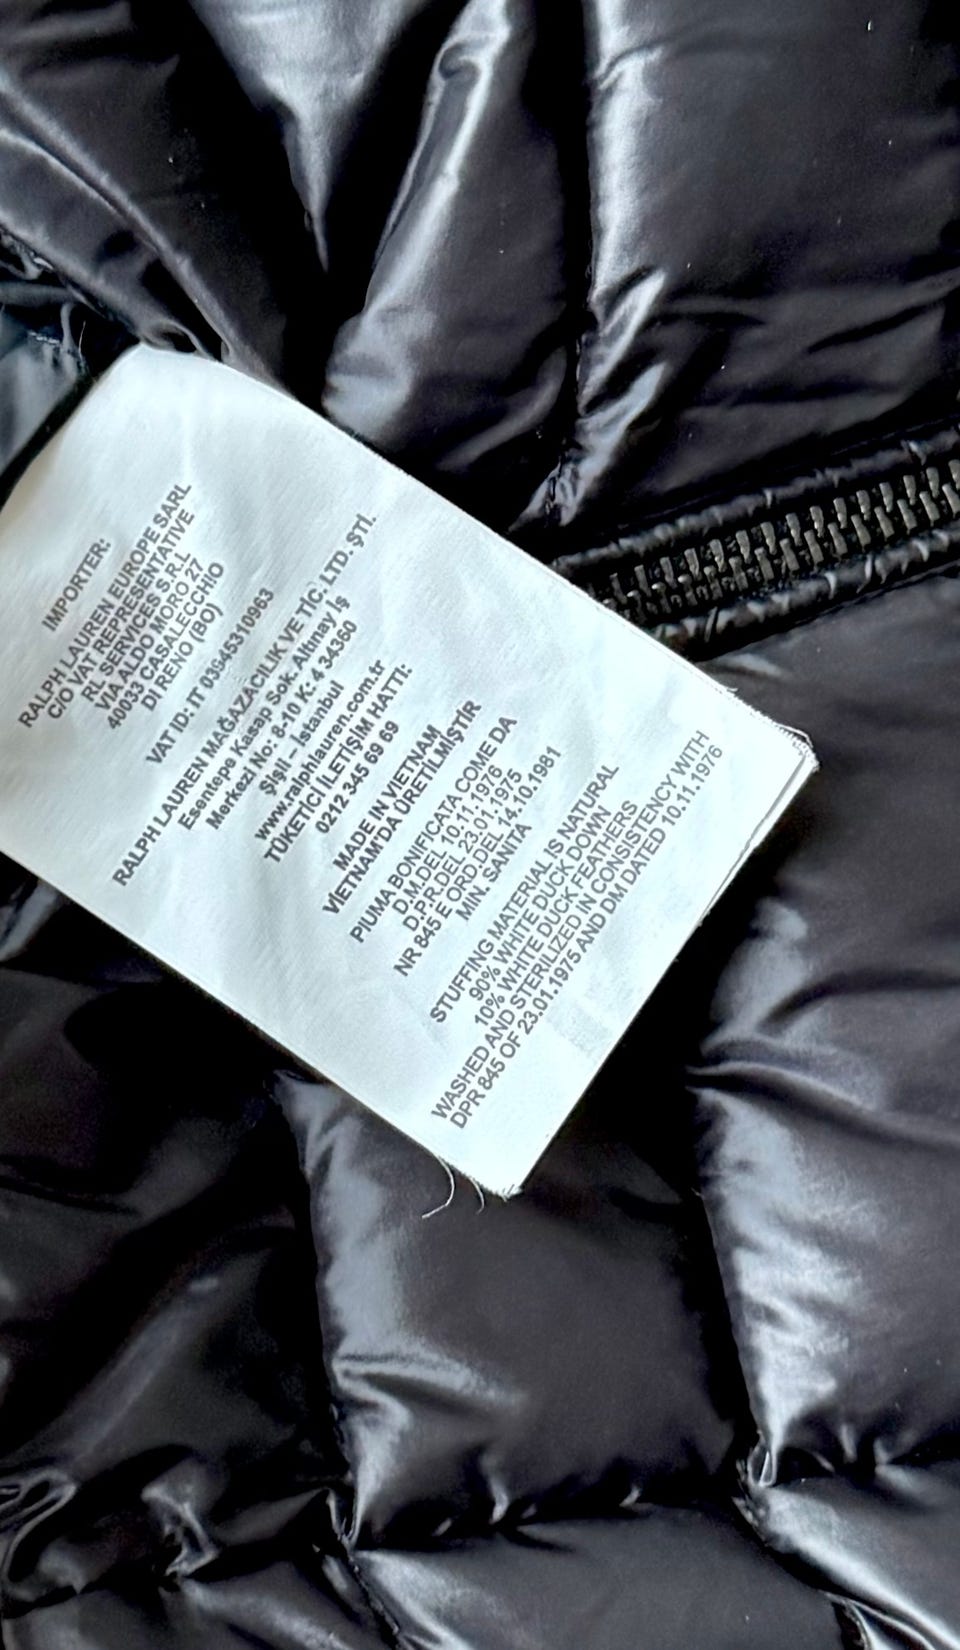 IMPORTER:
RALPH LAUREN EUROPE SARL
C/O VAT REPRESENTATIVE
RL SERVICES S.R.L
VIA ALDO MORO 27
40033 CASALECCHIO
DI RENO (BO)
VAT ID: IT 03645310963
RALPH LAUREN MAĞAZACILIK VE TİC. LTD. ŞTİ.
Esentepe Kasap Sok. Altınay İş
Merkezi No: 8-10 K: 4 34360
Şişli – İstanbul
www.ralphlauren.com.tr
TÜKETİCİ İLETİŞİM HATTI:
0212 345 69 69
MADE IN VIETNAM
VIETNAM'DA ÜRETİLMİŞTİR
PIUMA BONIFICATA COME DA
D.M.DEL 10.11.1976
D.P.R.DEL 23.01.1975
NR 845 E ORD.DEL 14.10.1981
MIN. SANITA
STUFFING MATERIAL IS NATURAL
90% WHITE DUCK DOWN
10% WHITE DUCK FEATHERS
WASHED AND STERILIZED IN CONSISTENCY WITH
DPR 845 OF 23.01.1975 AND DM DATED 10.11.1976